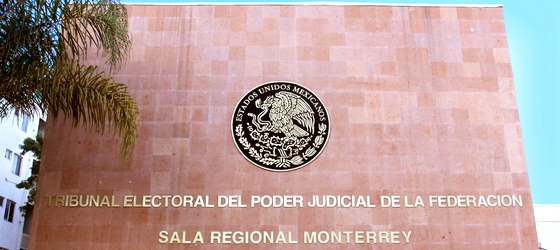 ESTADOS UNIDOS MEXICANOS
TRIBUNAL ELECTORAL DEL PODER JUDICIAL DE LA FEDERACION
SALA REGIONAL MONTERREY